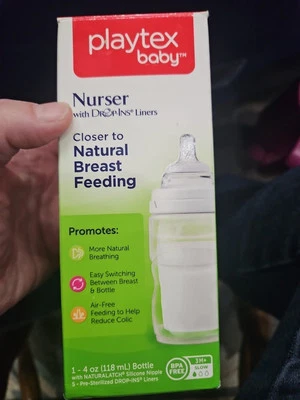 playtex
baby™
Nurser
with DROP-INS® Liners
Closer to
Natural
Breast
Feeding
Promotes:
More Natural
Breathing
Easy Switching
Between Breast
& Bottle
Air-Free
Feeding to Help
Reduce Colic
1 - 4 oz (118 mL) Bottle
with NATURALATCH® Silicone Nipple
5 - Pre-Sterilized DROP-INS® Liners
BPA
FREE
SLOW